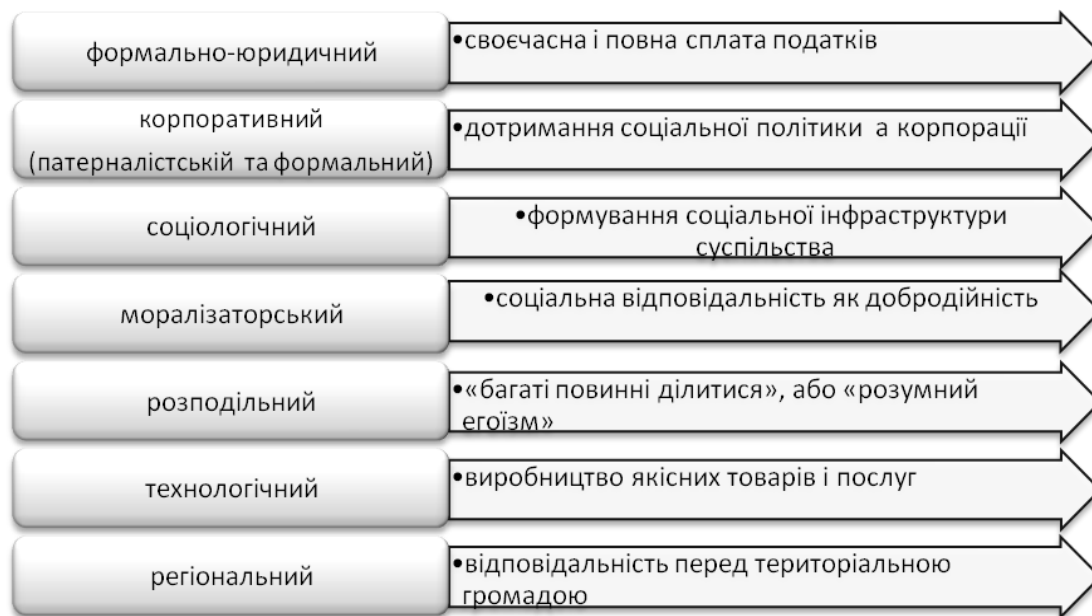 формально-юридичний
•своєчасна і повна сплата податків
корпоративний
(патерналістській та формальний)
•дотримання соціальної політики а корпорації
соціологічний
•формування соціальної інфраструктури
суспільства
моралізаторський
•соціальна відповідальність як добродійність
розподільний
•«багаті повинні ділитися», або «розумний
егоїзм»
технологічний
•виробництво якісних товарів і послуг
регіональний
•відповідальність перед територіальною
громадою